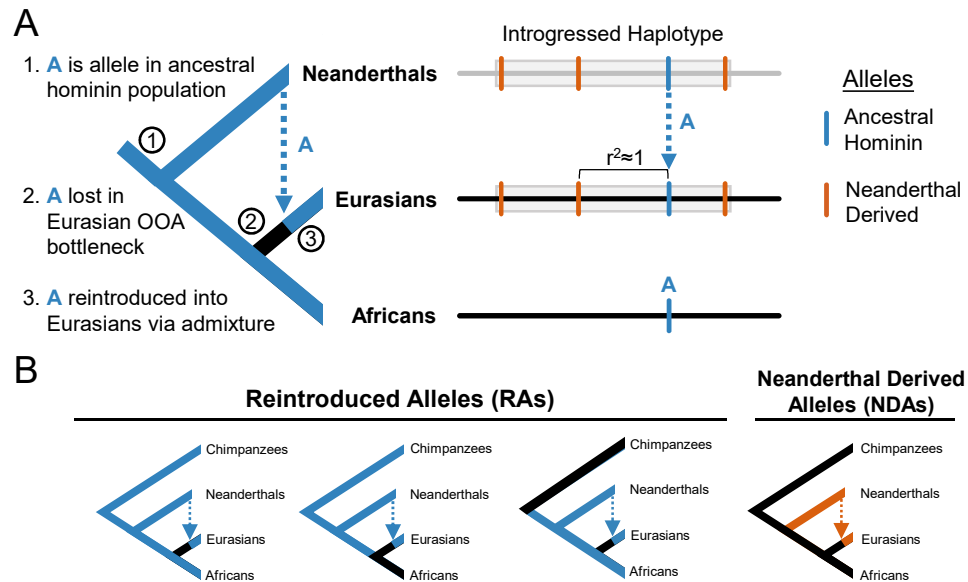 A
1. A is allele in ancestral
hominin population
2. A lost in
Eurasian OOA
bottleneck
3. A reintroduced into
Eurasians via admixture
1
2
3
A
Neanderthals
Eurasians
Africans
Introgressed Haplotype
A
r²≈1
A
Alleles
Ancestral
Hominin
Neanderthal
Derived
B
Reintroduced Alleles (RAs)
Neanderthal Derived
Alleles (NDAs)
Chimpanzees
Neanderthals
Eurasians
Africans
Chimpanzees
Neanderthals
Eurasians
Africans
Chimpanzees
Neanderthals
Eurasians
Africans
Chimpanzees
Neanderthals
Eurasians
Africans